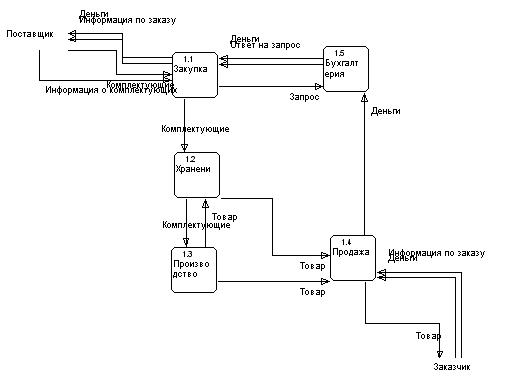 Деньги
Информация по заказу
Поставщик
Деньги
Ответ на запрос
1.1
Закупка
1.5
Бухгалт
ерия
Комплектующие
Информация о комплектующих
Запрос
Деньги
Комплектующие
1.2
Хранени
Товар
Комплектующие
1.3
Произво
дство
1.4
Продажа
Информация по заказу
Деньги
Товар
Товар
Товар
Заказчик